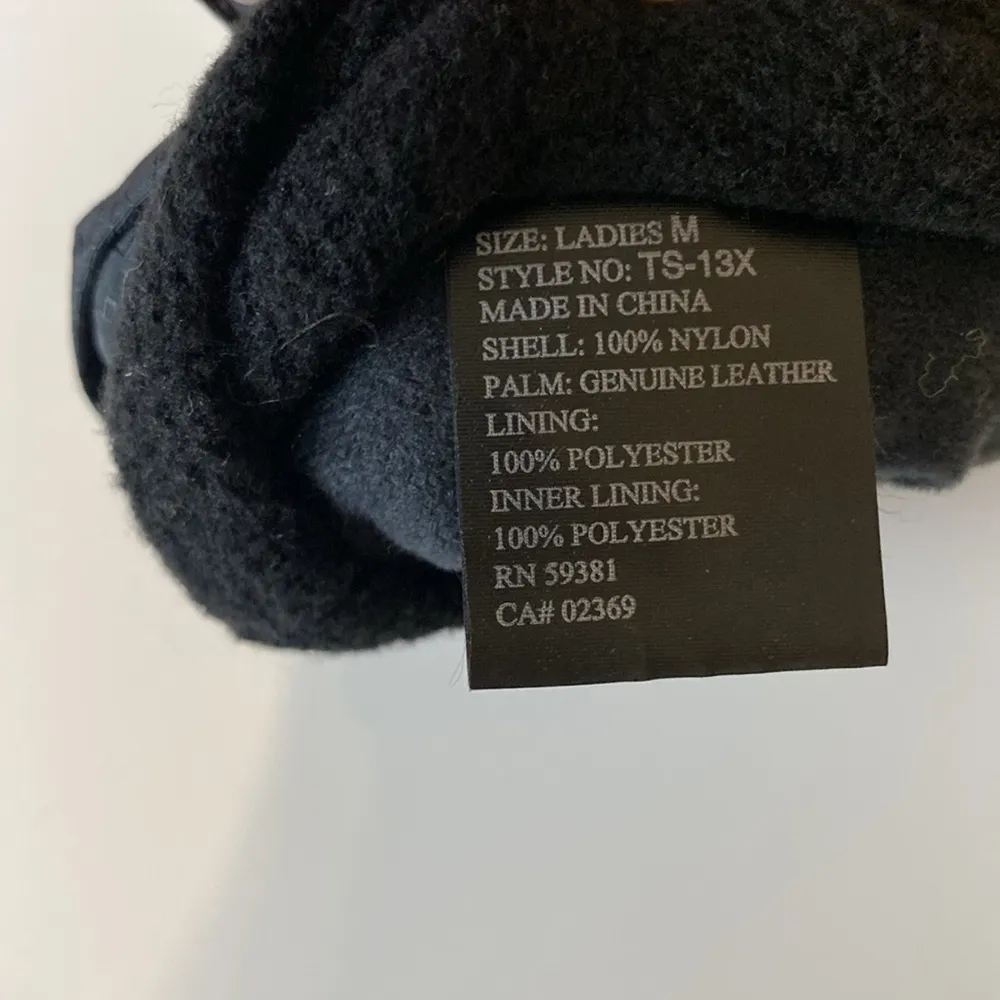 SIZE: LADIES M
STYLE NO: TS-13X
MADE IN CHINA
SHELL: 100% NYLON
PALM: GENUINE LEATHER
LINING:
100% POLYESTER
INNER LINING:
100% POLYESTER
RN 59381
CA# 02369